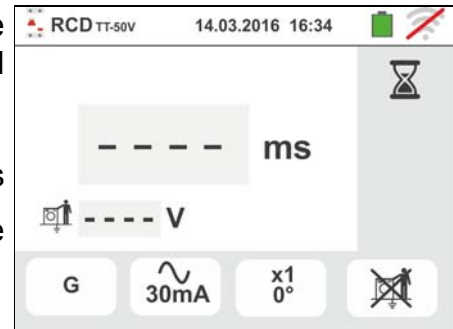 RCD TT-50V 14.03.2016 16:34
- - - - ms
- - - - V
G
30mA
x1
0°